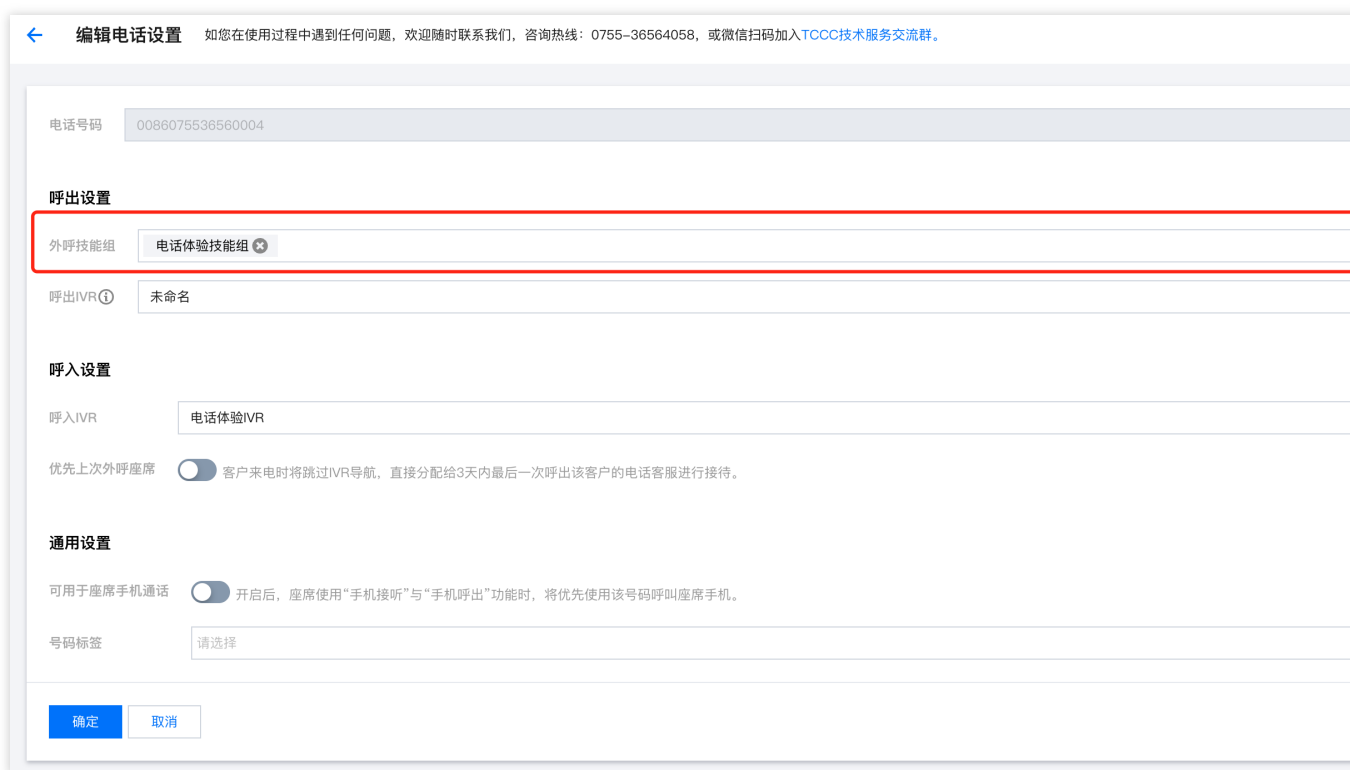 编辑电话设置 如您在使用过程中遇到任何问题，欢迎随时联系我们，咨询热线：0755-36564058，或微信扫码加入TCCC技术服务交流群。
电话号码 0086075536560004
呼出设置
外呼技能组 电话体验技能组
呼出IVR 未命名
呼入设置
呼入IVR 电话体验IVR
优先上次外呼座席 客户来电时将跳过IVR导航，直接分配给3天内最后一次呼出该客户的电话客服进行接待。
通用设置
可用于座席手机通话 开启后，座席使用“手机接听”与“手机呼出”功能时，将优先使用该号码呼叫座席手机。
号码标签 请选择
确定 取消